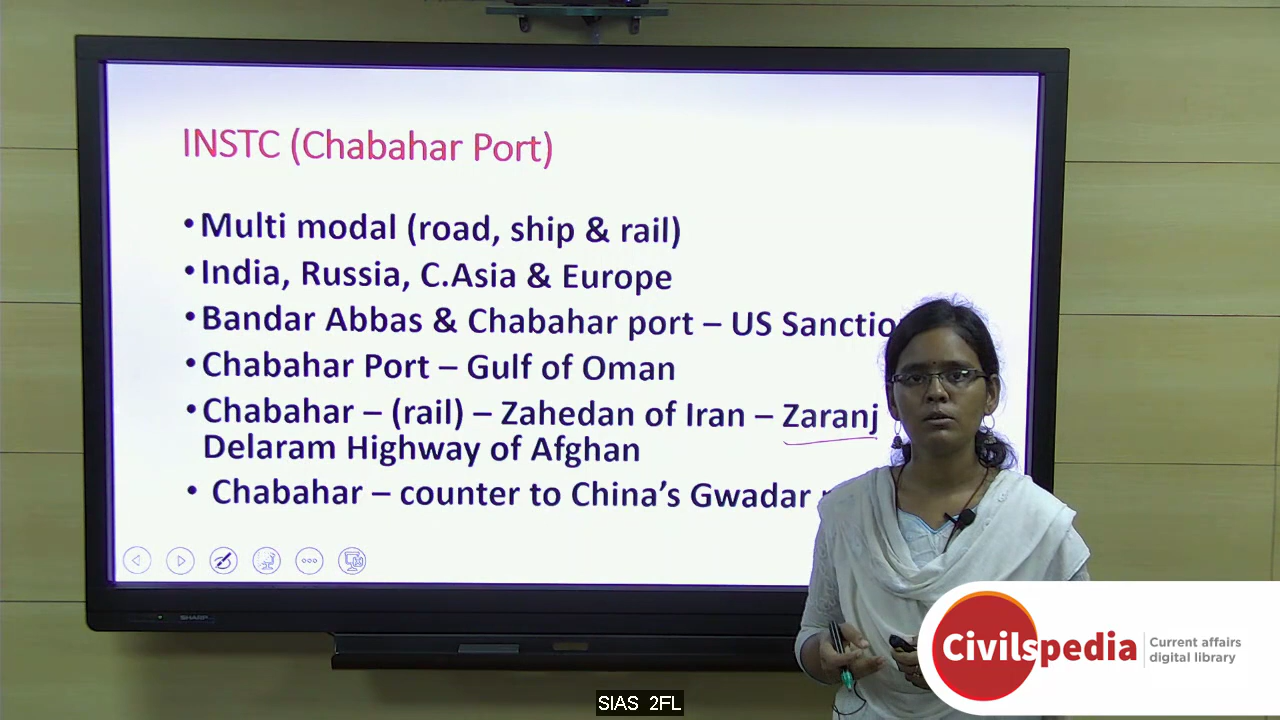 INSTC (Chabahar Port)
• Multi modal (road, ship & rail)
• India, Russia, C.Asia & Europe
• Bandar Abbas & Chabahar port – US Sanctio
• Chabahar Port – Gulf of Oman
• Chabahar – (rail) – Zahedan of Iran – Zaranj
Delaram Highway of Afghan
• Chabahar – counter to China's Gwadar
SHARP
Civilspedia
Current affairs
digital library
SIAS 2FL